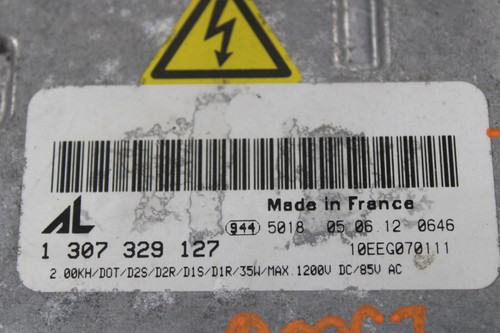 AL
Made in France
944 5018 05 06 12 0646
1 307 329 127
10EEG070111
2.00KH/DOT/D2S/D2R/D1S/D1R/35W/MAX.1200V DC/85V AC